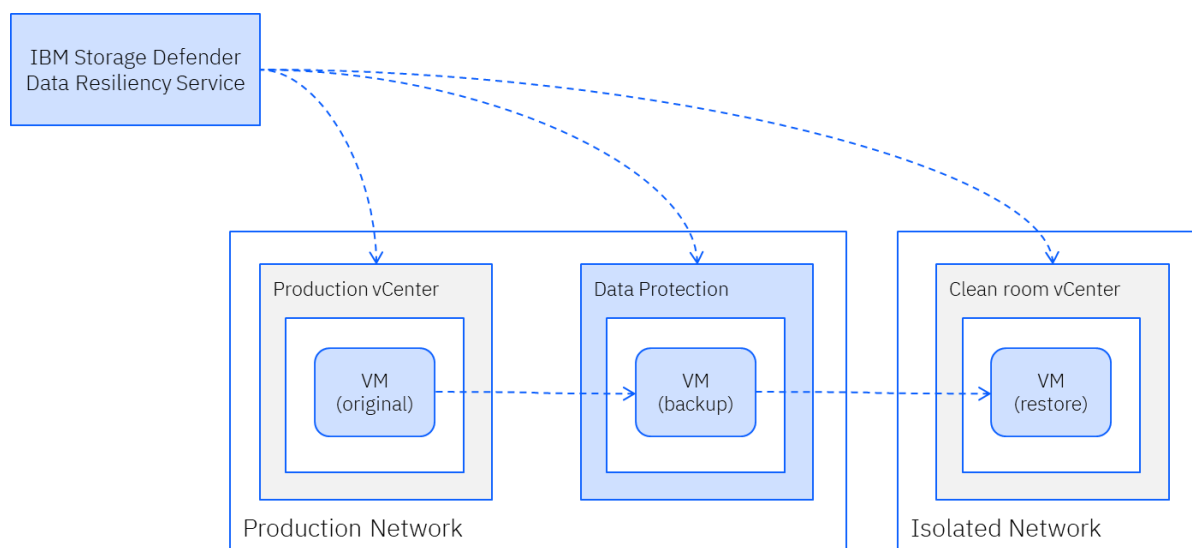 IBM Storage Defender
Data Resiliency Service
Production vCenter
Data Protection
Clean room vCenter
VM
(original)
VM
(backup)
VM
(restore)
Production Network
Isolated Network